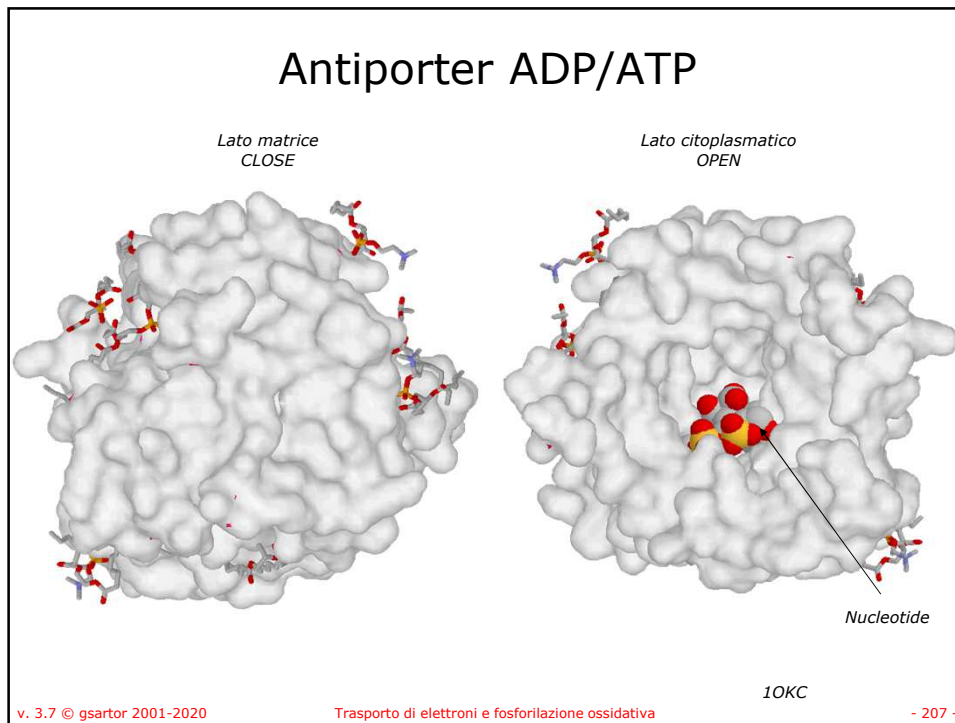 Antiporter ADP/ATP
Lato matrice
CLOSE
Lato citoplasmatico
OPEN
Nucleotide
1OKC
v. 3.7 © gsartor 2001-2020
Trasporto di elettroni e fosforilazione ossidativa
- 207 -